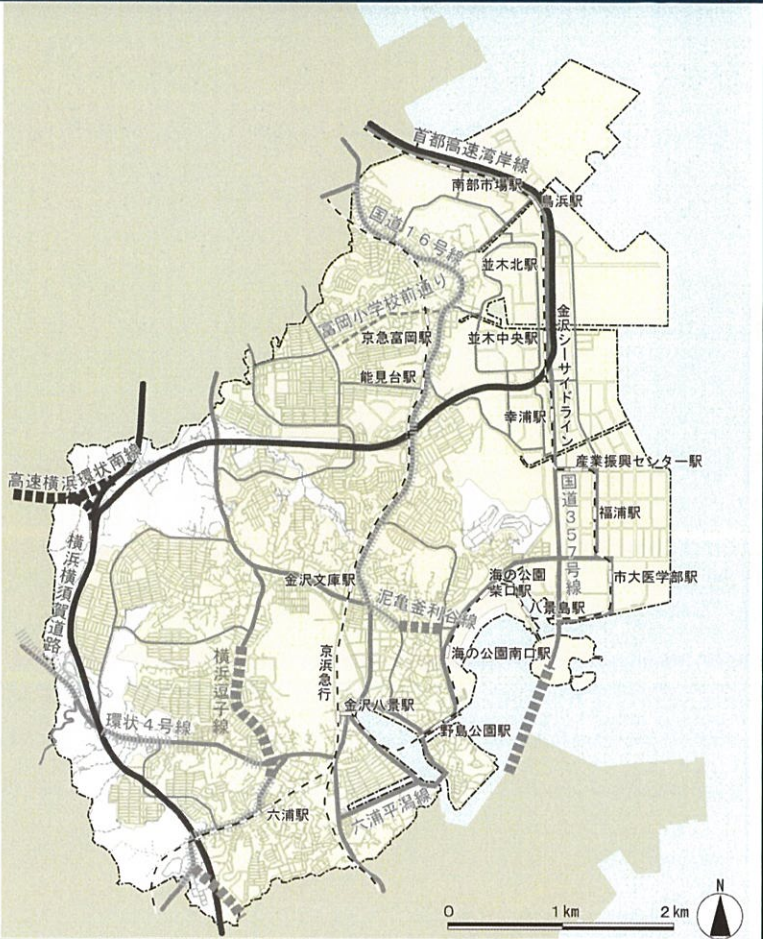 首都高速湾岸線
南部市場駅
鳥浜駅
国道16号線
並木北駅
富岡小学校前通り
金沢シーサイドライン
京急富岡駅
並木中央駅
能見台駅
幸浦駅
産業振興センター駅
高速横浜環状南線
国道357号線
福浦駅
横浜横須賀道路
金沢文庫駅
海の公園
柴口駅
市大医学部駅
泥亀釜利谷線
八景島駅
京浜急行
横浜逗子線
海の公園南口駅
金沢八景駅
環状4号線
野島公園駅
六浦駅
六浦平潟線
N
0 1km 2km